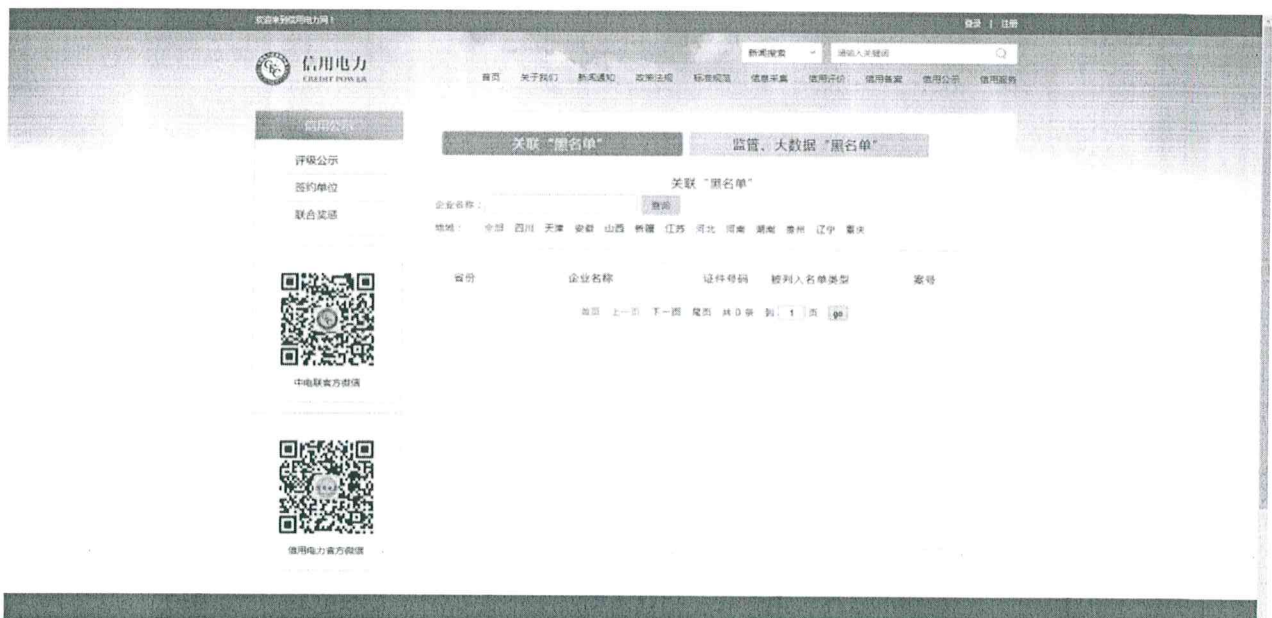 欢迎来到信用电力网！ 登录 | 注册
新闻搜索 请输入关键词
信用电力
CREDIT POWER
首页 关于我们 新闻通知 政策法规 标准规范 信息采集 信用评价 信用备案 信用公示 信用服务
信用公示
评级公示
签约单位
联合奖惩
关联“黑名单” 监管、大数据“黑名单”
关联“黑名单”
企业名称： 查询
地域： 全部 四川 天津 安徽 山西 新疆 江苏 河北 河南 湖南 贵州 辽宁 重庆
省份 企业名称 证件号码 被列入名单类型 案号
首页 上一页 下一页 尾页 共 0 条 到 1 页 go
中电联官方微信
信用电力官方微信